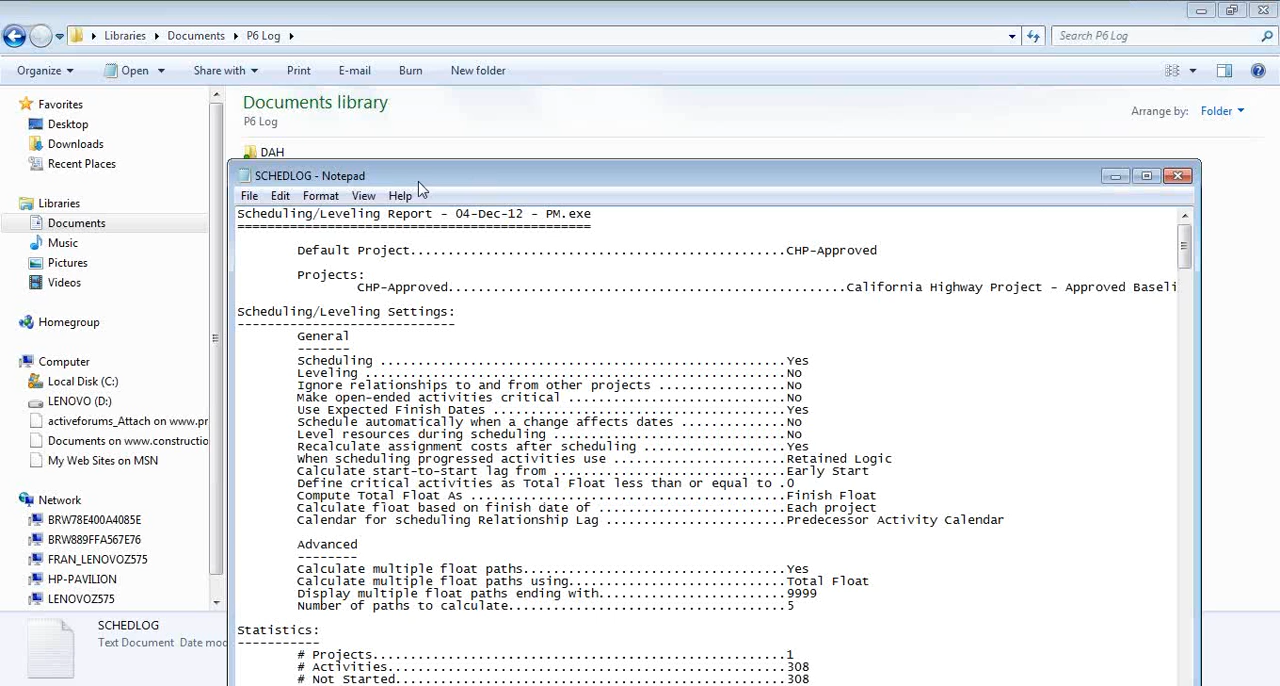 Libraries Documents P6 Log Search P6 Log
Organize Open Share with Print E-mail Burn New folder
Favorites
Desktop
Downloads
Recent Places
Libraries
Documents
Music
Pictures
Videos
Homegroup
Computer
Local Disk (C:)
LENOVO (D:)
activeforums_Attach on www.pr
Documents on www.constructio
My Web Sites on MSN
Network
BRW78E400A4085E
BRW889FFA567E76
FRAN_LENOVOZ575
HP-PAVILION
LENOVOZ575
Documents library
P6 Log
Arrange by: Folder
DAH
SCHEDLOG - Notepad
File Edit Format View Help
Scheduling/Leveling Report - 04-Dec-12 - PM.exe
===============================================
Default Project..................................................CHP-Approved
Projects:
CHP-Approved....................................................California Highway Project - Approved Baseli
Scheduling/Leveling Settings:
-----------------------------
General
-------
Scheduling ......................................................Yes
Leveling ........................................................No
Ignore relationships to and from other projects .................No
Make open-ended activities critical .............................No
Use Expected Finish Dates .......................................Yes
Schedule automatically when a change affects dates ..............No
Level resources during scheduling ...............................No
Recalculate assignment costs after scheduling ...................Yes
When scheduling progressed activities use .......................Retained Logic
Calculate start-to-start lag from ...............................Early Start
Define critical activities as Total Float less than or equal to .0
Compute Total Float As ..........................................Finish Float
Calculate float based on finish date of .........................Each project
Calendar for scheduling Relationship Lag ........................Predecessor Activity Calendar
Advanced
--------
Calculate multiple float paths...................................Yes
Calculate multiple float paths using.............................Total Float
Display multiple float paths ending with.........................9999
Number of paths to calculate.....................................5
Statistics:
-----------
# Projects.......................................................1
# Activities.....................................................308
# Not Started....................................................308
SCHEDLOG
Text Document Date mod